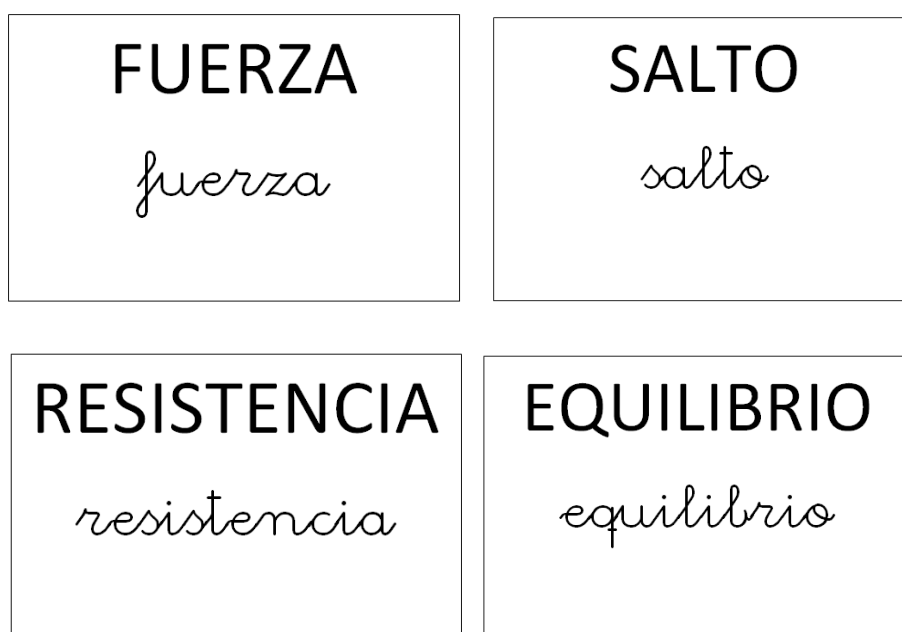 FUERZA
fuerza
SALTO
salto
RESISTENCIA
resistencia
EQUILIBRIO
equilibrio